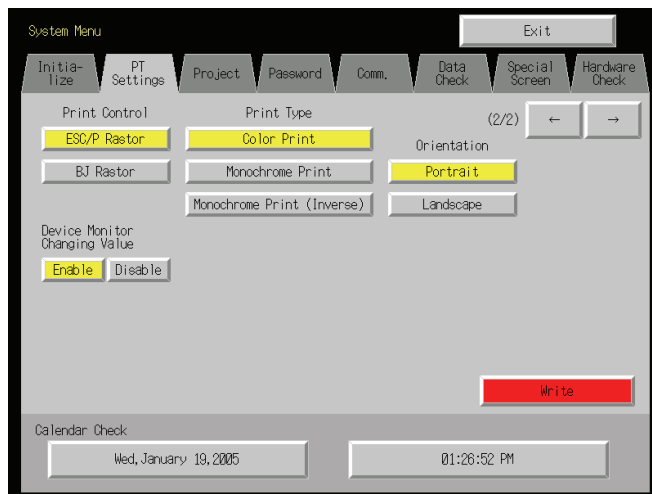 System Menu
Exit
Initia-
lize
PT
Settings
Project
Password
Comm.
Data
Check
Special
Screen
Hardware
Check
Print Control
Print Type
(2/2)
←
→
ESC/P Rastor
Color Print
Orientation
Portrait
BJ Rastor
Monochrome Print
Monochrome Print (Inverse)
Landscape
Device Monitor
Changing Value
Enable
Disable
Write
Calendar Check
Wed,January 19,2005
01:26:52 PM